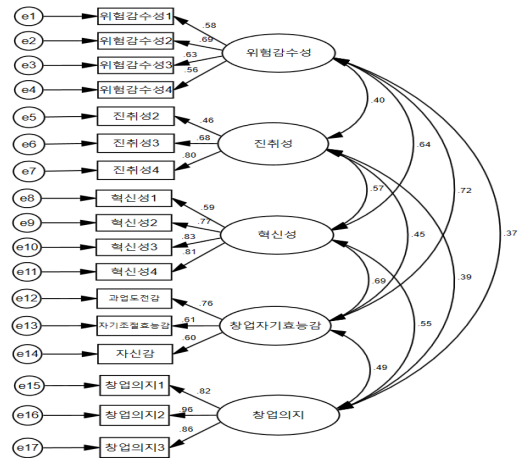 e1 위험감수성1 .58
e2 위험감수성2 .69
e3 위험감수성3 .63
e4 위험감수성4 .56
위험감수성
.40
e5 진취성2 .46
e6 진취성3 .68
e7 진취성4 .80
진취성
.64
.57
.72
e8 혁신성1 .59
e9 혁신성2 .77
e10 혁신성3 .83
e11 혁신성4 .81
혁신성
.45
.37
.39
.69
e12 과업도전감 .76
e13 자기조절효능감 .61
e14 자신감 .60
창업자기효능감
.55
.49
e15 창업의지1 .82
e16 창업의지2 .96
e17 창업의지3 .86
창업의지